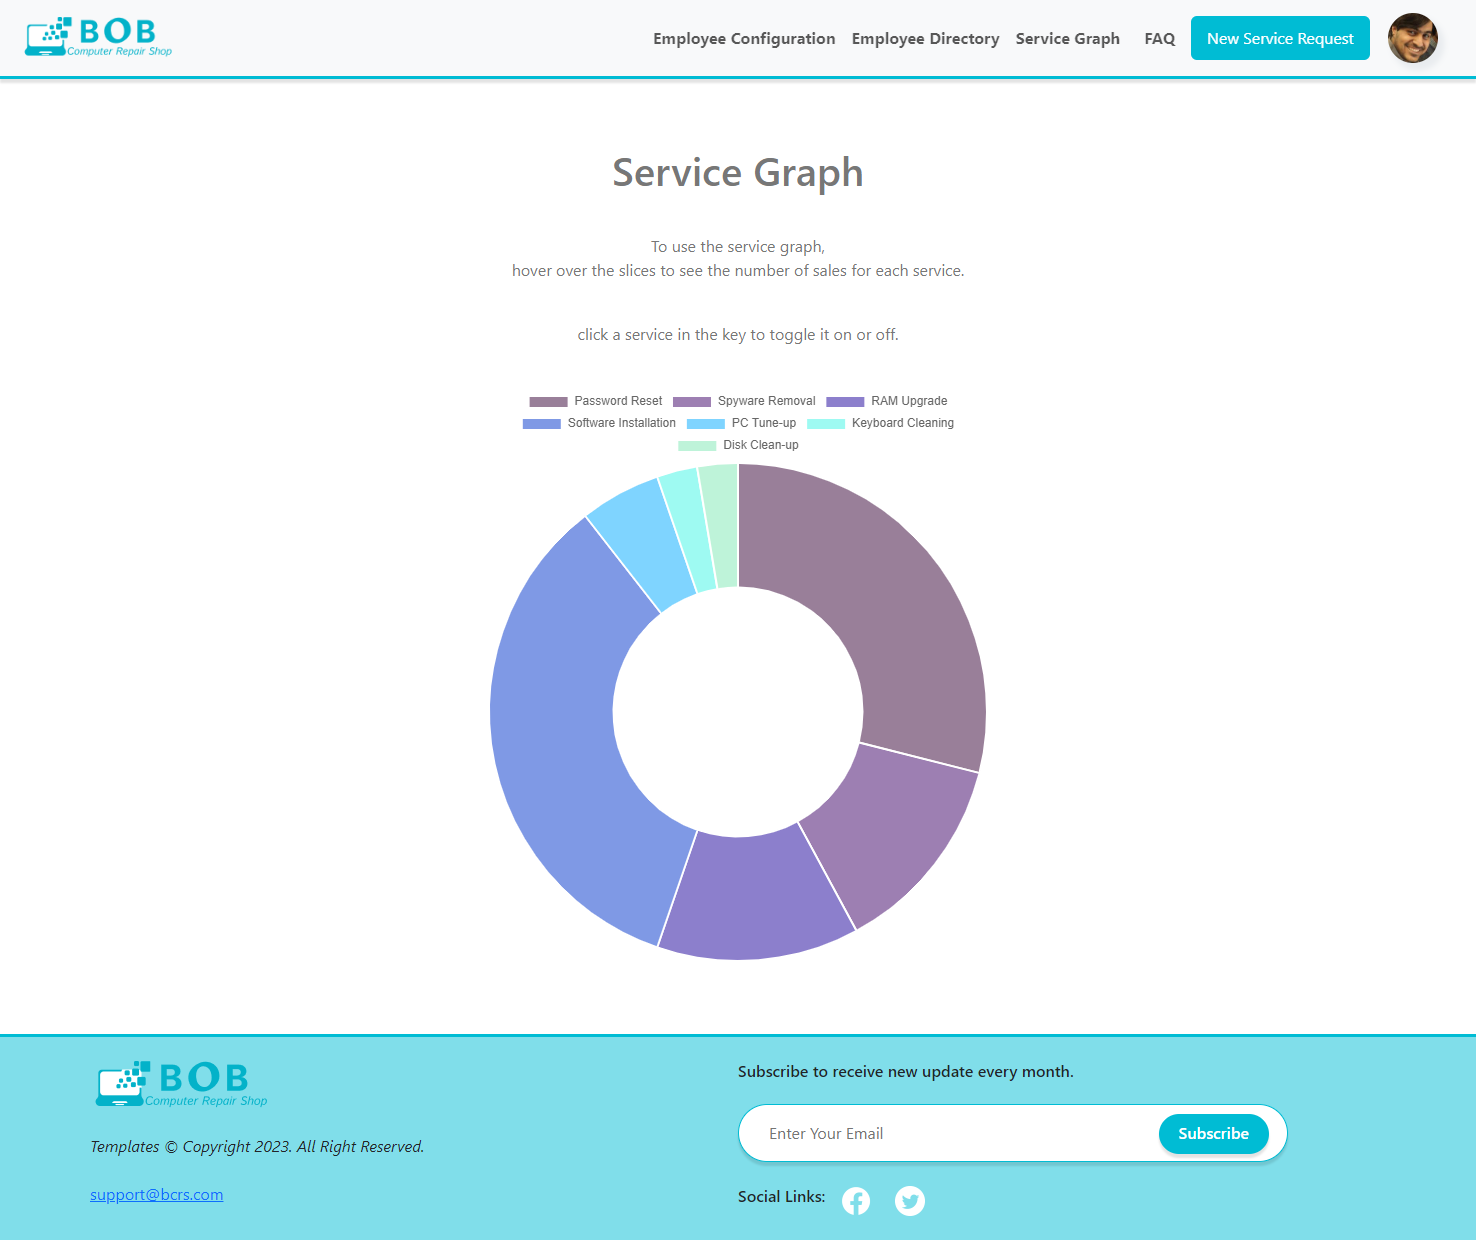 BOB
Computer Repair Shop
Employee Configuration
Employee Directory
Service Graph
FAQ
New Service Request
Service Graph
To use the service graph,
hover over the slices to see the number of sales for each service.
click a service in the key to toggle it on or off.
Password Reset
Spyware Removal
RAM Upgrade
Software Installation
PC Tune-up
Keyboard Cleaning
Disk Clean-up
BOB
Computer Repair Shop
Templates © Copyright 2023. All Right Reserved.
support@bcrs.com
Subscribe to receive new update every month.
Enter Your Email
Subscribe
Social Links: